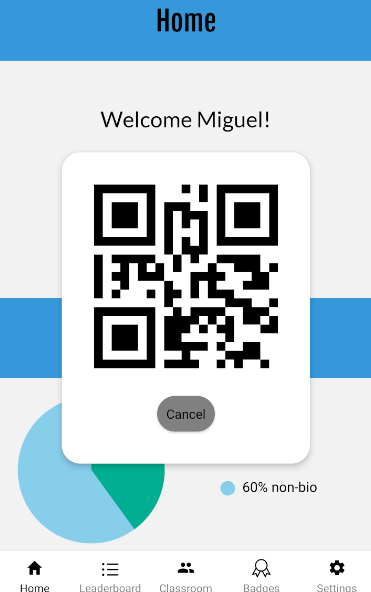 Home
Welcome Miguel!
Cancel
60% non-bio
Home
Leaderboard
Classroom
Badges
Settings